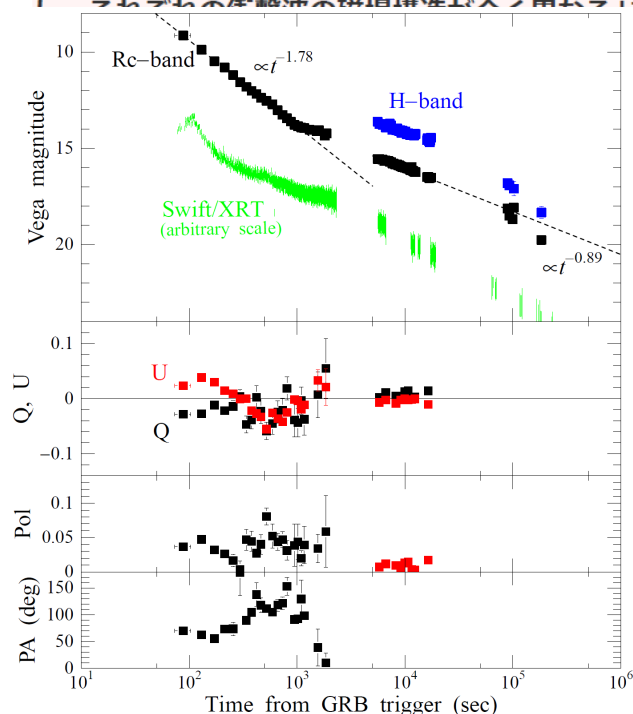 Rc-band
∝t^-1.78
H-band
Swift/XRT
(arbitrary scale)
∝t^-0.89
Vega magnitude
10
15
20
U
Q
Q, U
0.1
0
-0.1
Pol
0.1
0.05
0
PA (deg)
150
100
50
0
10^1 10^2 10^3 10^4 10^5 10^6
Time from GRB trigger (sec)